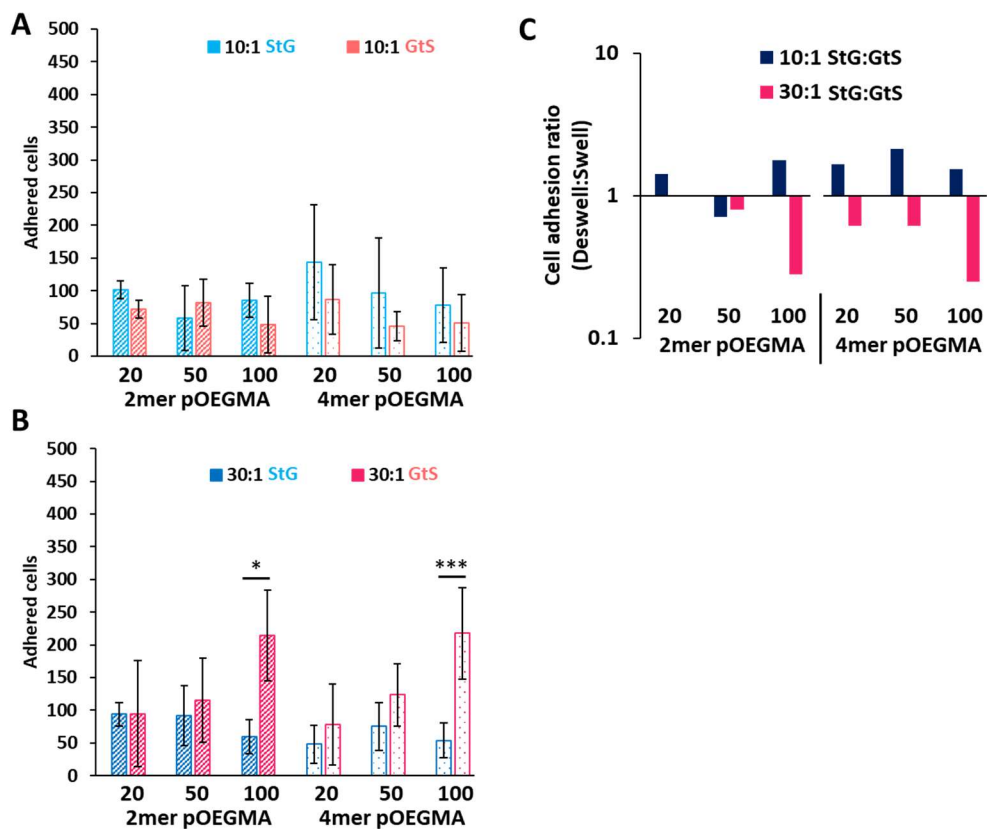 A
500
450
400
350
300
250
200
150
100
50
0
Adhered cells
10:1 StG
10:1 GtS
20 50 100 20 50 100
2mer pOEGMA 4mer pOEGMA
B
500
450
400
350
300
250
200
150
100
50
0
Adhered cells
30:1 StG
30:1 GtS
*
***
20 50 100 20 50 100
2mer pOEGMA 4mer pOEGMA
C
10
1
0.1
Cell adhesion ratio
(Deswell:Swell)
10:1 StG:GtS
30:1 StG:GtS
20 50 100 20 50 100
2mer pOEGMA 4mer pOEGMA